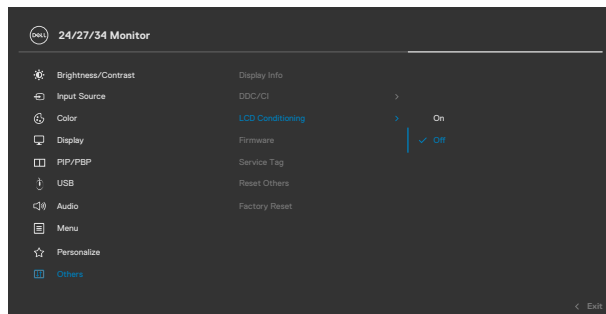 DELL 24/27/34 Monitor
Brightness/Contrast
Input Source
Color
Display
PIP/PBP
USB
Audio
Menu
Personalize
Others
Display Info
DDC/CI >
LCD Conditioning >
Firmware
Service Tag
Reset Others
Factory Reset
On
✓ Off
< Exit